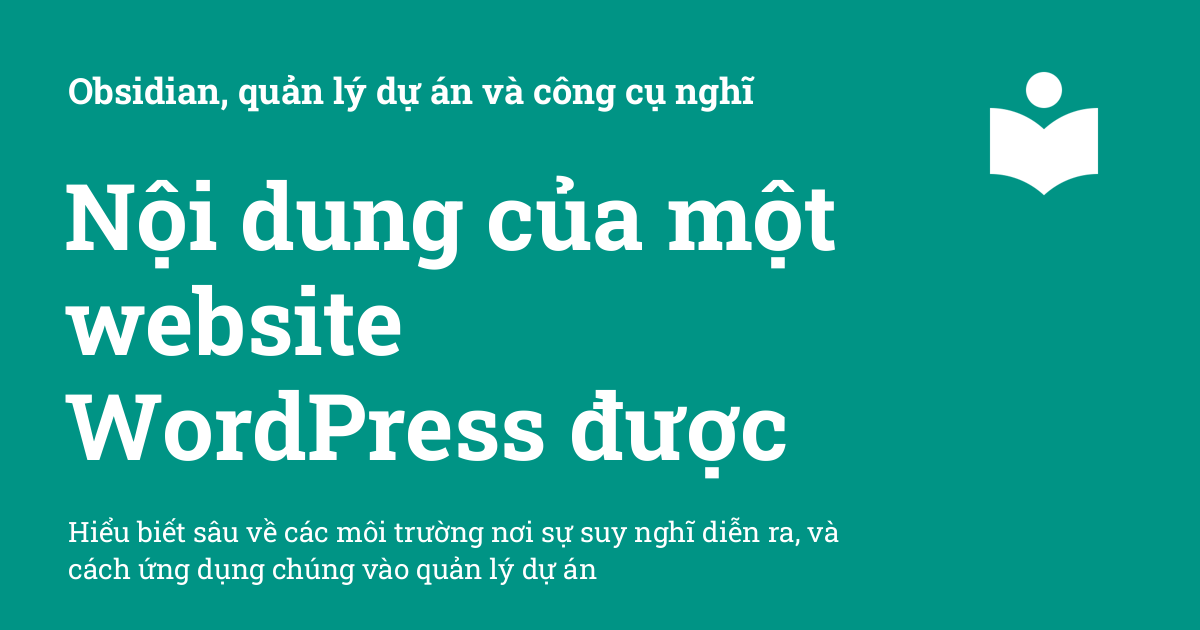 Obsidian, quản lý dự án và công cụ nghĩ
Nội dung của một
website
WordPress được
Hiểu biết sâu về các môi trường nơi sự suy nghĩ diễn ra, và
cách ứng dụng chúng vào quản lý dự án